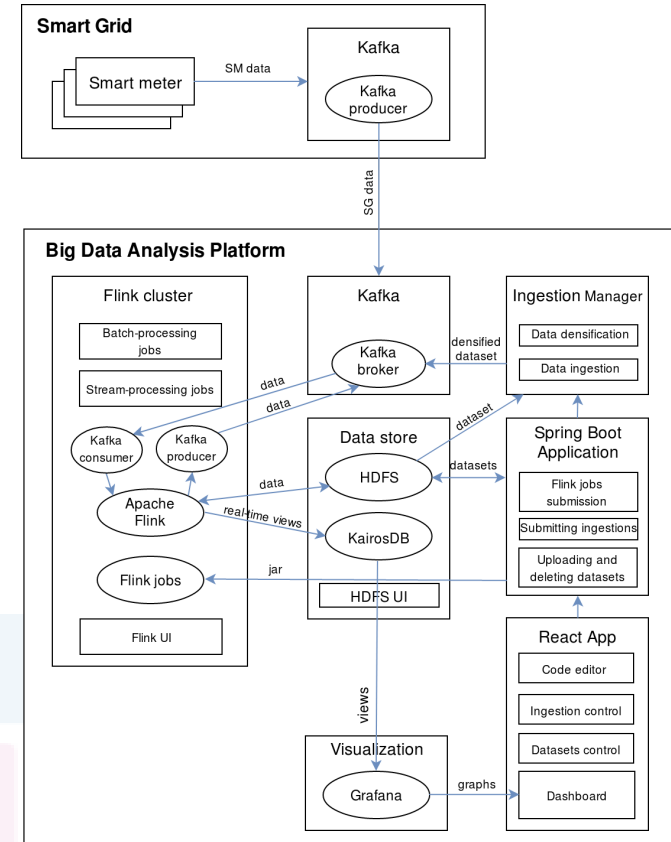 Smart Grid
Smart meter
SM data
Kafka
Kafka
producer
SG data
Big Data Analysis Platform
Flink cluster
Batch-processing
jobs
Stream-processing jobs
Kafka
consumer
Kafka
producer
Apache
Flink
Flink jobs
Flink UI
data
data
data
real-time views
jar
Kafka
Kafka
broker
densified
dataset
Ingestion Manager
Data densification
Data ingestion
dataset
Data store
HDFS
KairosDB
HDFS UI
datasets
Spring Boot
Application
Flink jobs
submission
Submitting ingestions
Uploading and
deleting datasets
views
Visualization
Grafana
graphs
React App
Code editor
Ingestion control
Datasets control
Dashboard